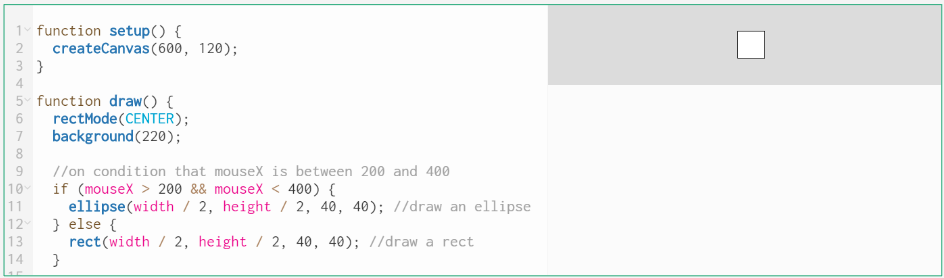 1 function setup() {
2   createCanvas(600, 120);
3 }
4
5 function draw() {
6   rectMode(CENTER);
7   background(220);
8
9   //on condition that mouseX is between 200 and 400
10   if (mouseX > 200 && mouseX < 400) {
11     ellipse(width / 2, height / 2, 40, 40); //draw an ellipse
12   } else {
13     rect(width / 2, height / 2, 40, 40); //draw a rect
14   }